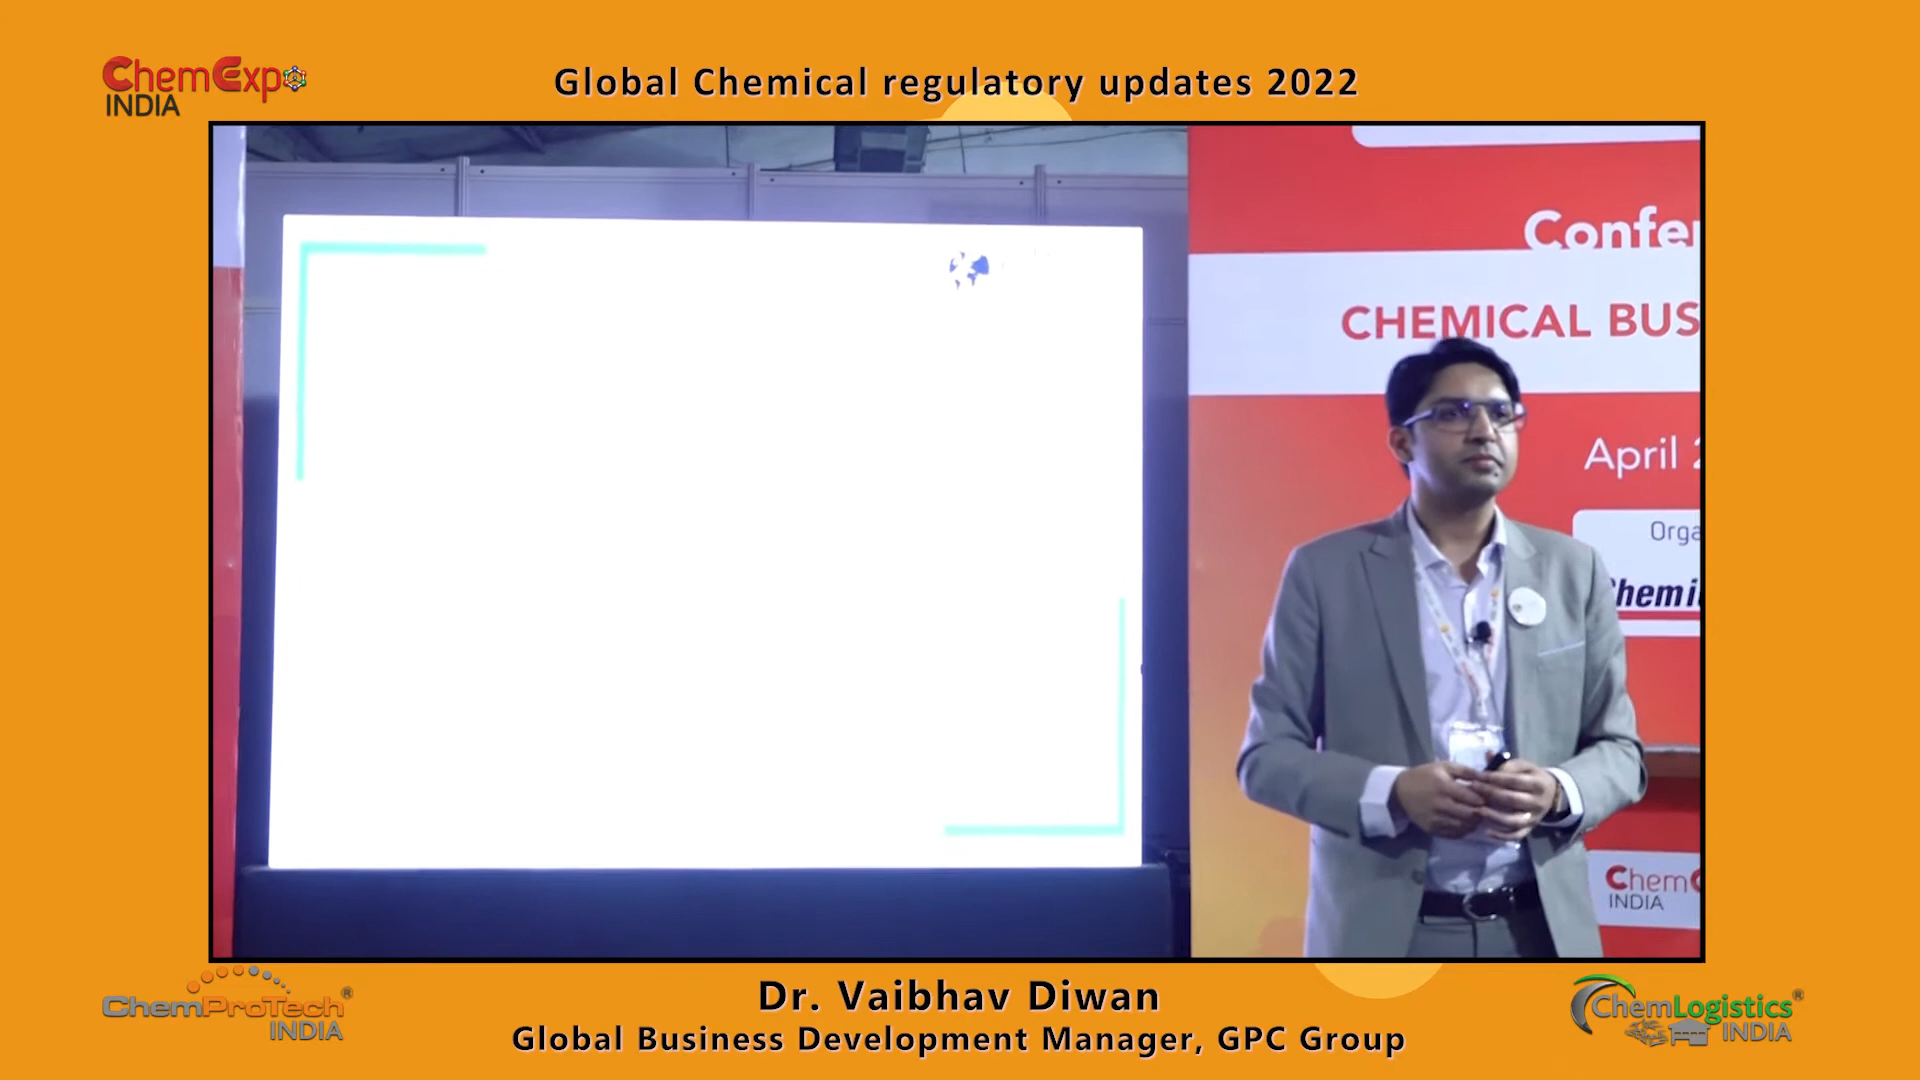 ChemExpo
INDIA
Global Chemical regulatory updates 2022
Confe
CHEMICAL BUS
April
Orga
hemi
Chem
INDIA
ChemProTech®
INDIA
Dr. Vaibhav Diwan
Global Business Development Manager, GPC Group
ChemLogistics®
INDIA